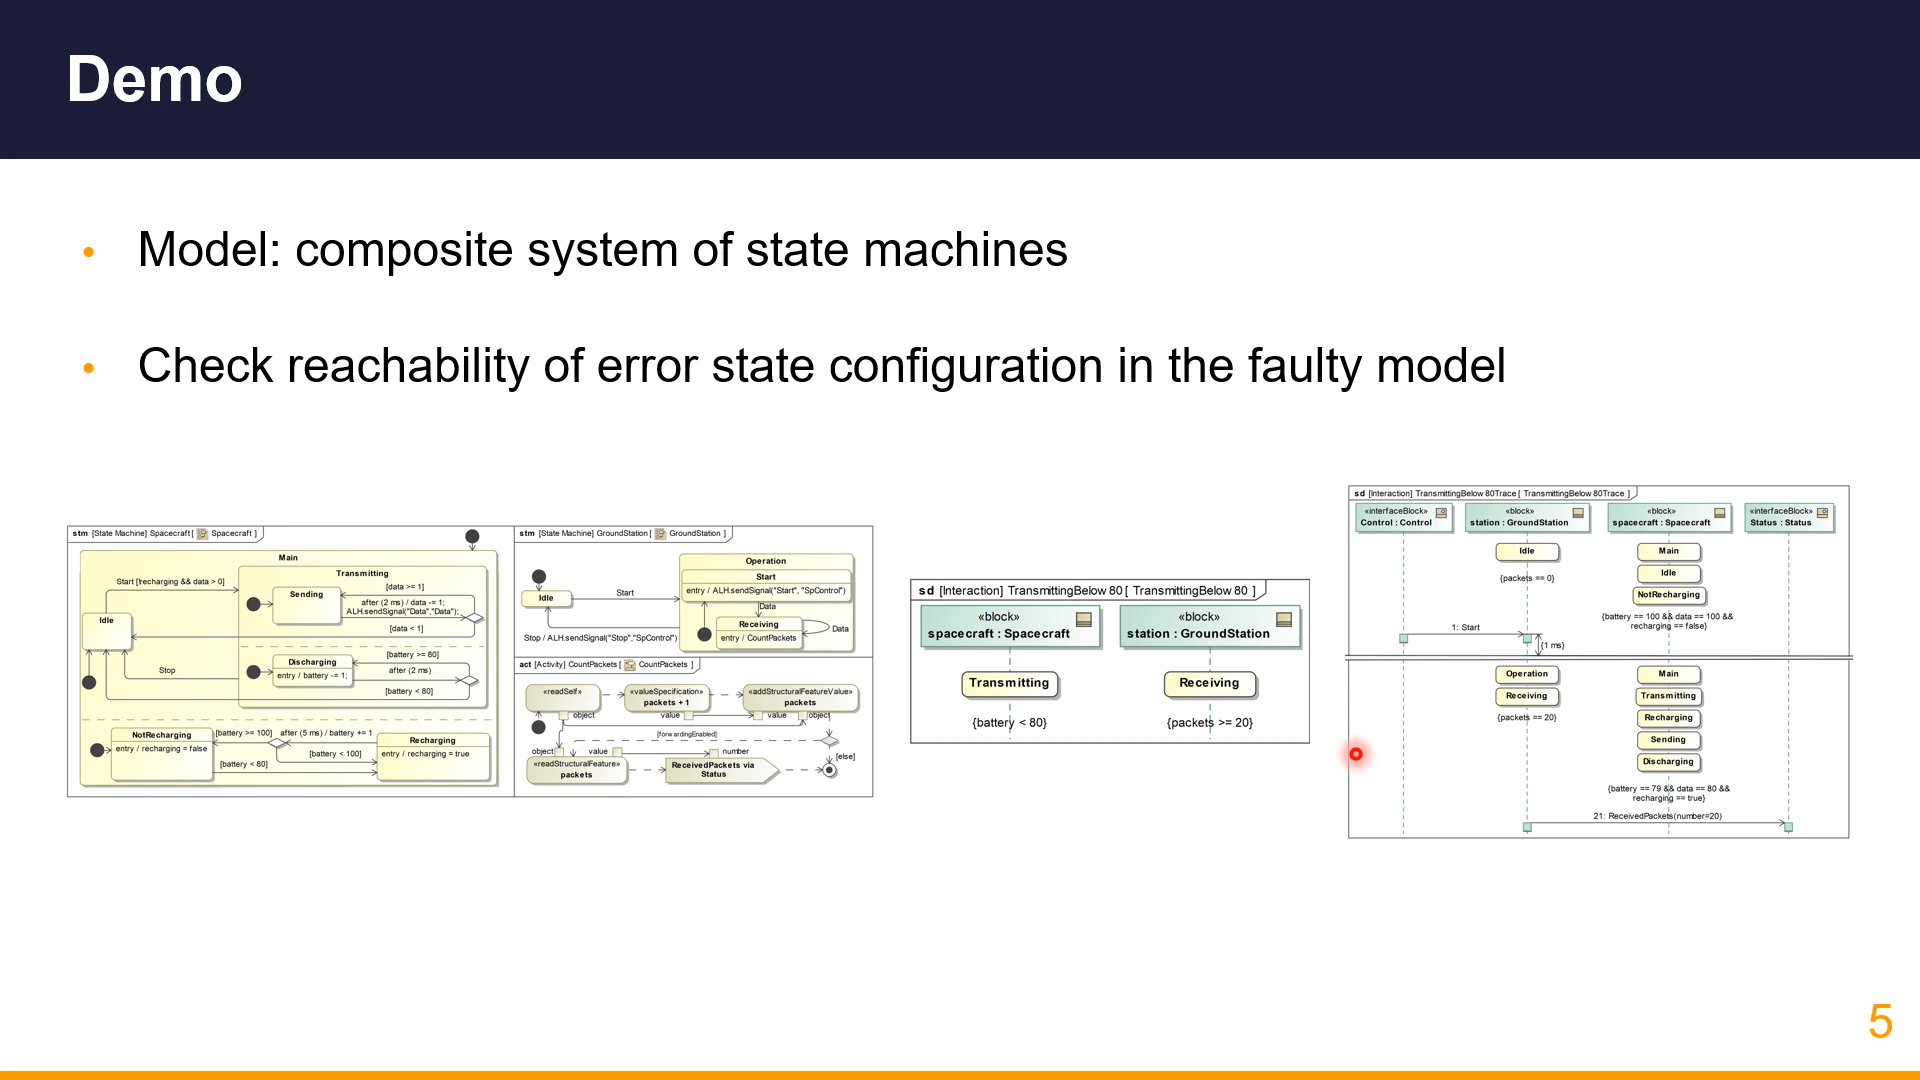 Demo
• Model: composite system of state machines
• Check reachability of error state configuration in the faulty model
stm [State Machine] Spacecraft [ Spacecraft ]
Main
Transmitting
Start [!recharging && data > 0]
Sending
[data >= 1]
after (2 ms) / data -= 1;
ALH.sendSignal("Data","Data");
[data < 1]
Idle
Stop
Discharging
entry / battery -= 1;
[battery >= 80]
after (2 ms)
[battery < 80]
NotRecharging
entry / recharging = false
[battery >= 100]
after (5 ms) / battery += 1
[battery < 100]
[battery < 80]
Recharging
entry / recharging = true
stm [State Machine] GroundStation [ GroundStation ]
Idle
Start
Stop / ALH.sendSignal("Stop","SpControl")
Operation
Start
entry / ALH.sendSignal("Start", "SpControl")
Data
Receiving
entry / CountPackets
Data
act [Activity] CountPackets [ CountPackets ]
«readSelf»
«valueSpecification»
packets + 1
«addStructuralFeatureValue»
packets
object
value
value
object
[forwardingEnabled]
object
value
number
[else]
«readStructuralFeature»
packets
ReceivedPackets via
Status
sd [Interaction] TransmittingBelow 80 [ TransmittingBelow 80 ]
«block»
spacecraft : Spacecraft
«block»
station : GroundStation
Transmitting
Receiving
{battery < 80}
{packets >= 20}
sd [Interaction] TransmittingBelow 80Trace [ TransmittingBelow 80Trace ]
«interfaceBlock»
Control : Control
«block»
station : GroundStation
«block»
spacecraft : Spacecraft
«interfaceBlock»
Status : Status
Idle
{packets == 0}
Main
Idle
NotRecharging
{battery == 100 && data == 100 &&
recharging == false}
1: Start
{1 ms}
Operation
Receiving
{packets == 20}
Main
Transmitting
Recharging
Sending
Discharging
{battery == 79 && data == 80 &&
recharging == true}
21: ReceivedPackets(number=20)
5